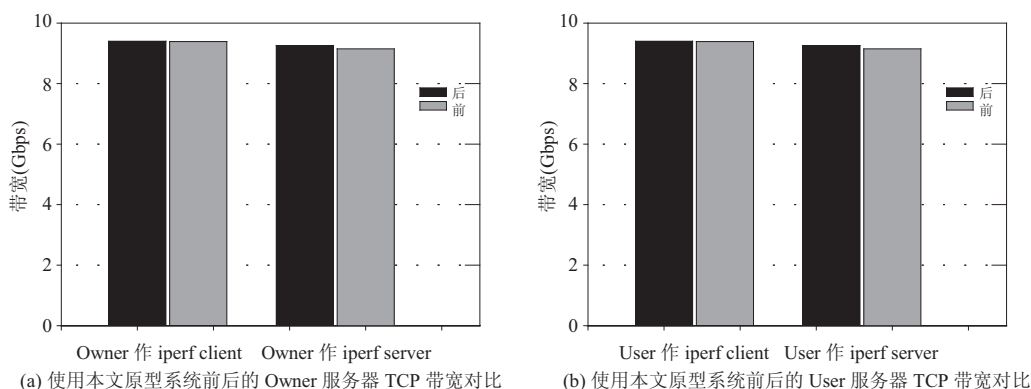 10
8
6
4
2
0
带宽(Gbps)
后
前
Owner 作 iperf client
Owner 作 iperf server
(a) 使用本文原型系统前后的 Owner 服务器 TCP 带宽对比
10
8
6
4
2
0
带宽(Gbps)
后
前
User 作 iperf client
User 作 iperf server
(b) 使用本文原型系统前后的 User 服务器 TCP 带宽对比